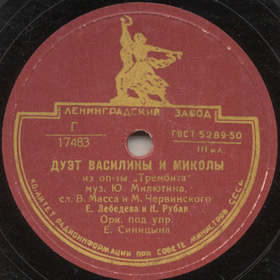 ЛЕНИНГРАДСКИЙ ЗАВОД
Г
17483
ГОСТ 5289-50
III кл.
ДУЭТ ВАСИЛИНЫ И МИКОЛЫ
из оп-ты „Трембита"
муз. Ю. Милютина,
сл. В. Масса и М. Червинского
Е. Лебедева и Н. Рубан
Орк. под упр.
Е. Синицына
КОМИТЕТ РАДИОИНФОРМАЦИИ ПРИ СОВЕТЕ МИНИСТРОВ СССР